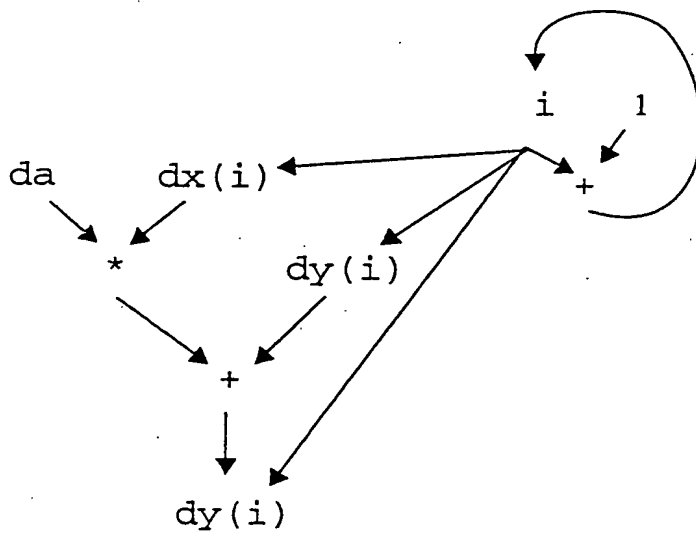 i 1
da dx(i)
+
* dy(i)
+
dy(i)